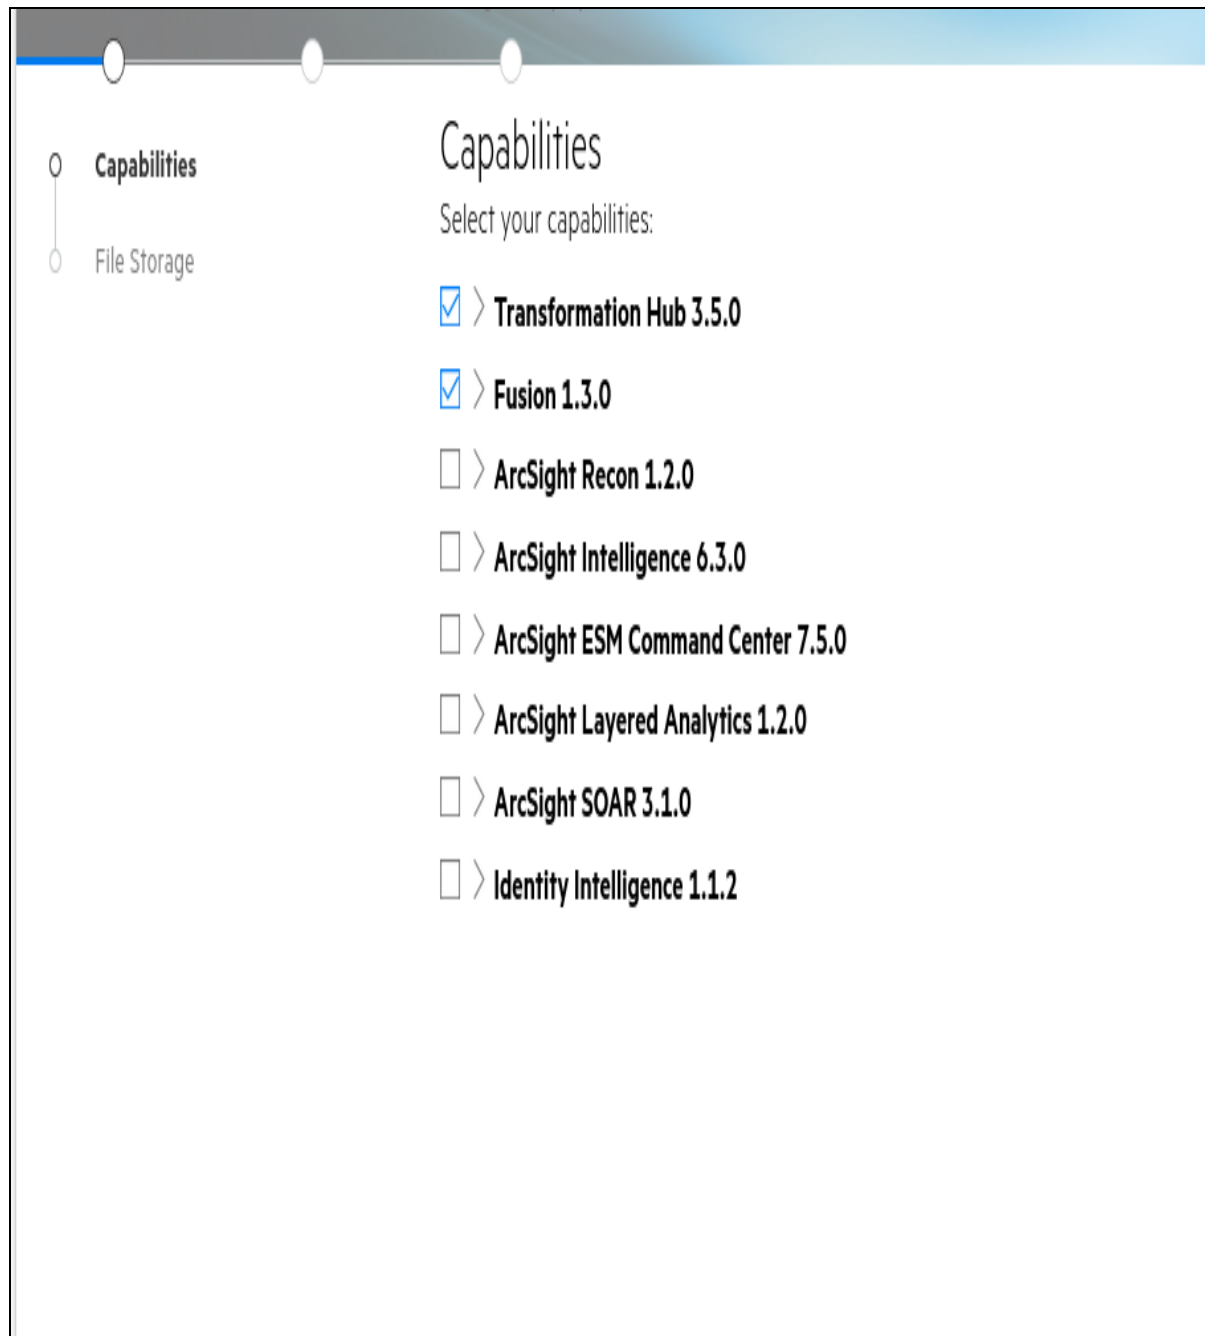 Capabilities
File Storage
Capabilities
Select your capabilities:
Transformation Hub 3.5.0
Fusion 1.3.0
ArcSight Recon 1.2.0
ArcSight Intelligence 6.3.0
ArcSight ESM Command Center 7.5.0
ArcSight Layered Analytics 1.2.0
ArcSight SOAR 3.1.0
Identity Intelligence 1.1.2